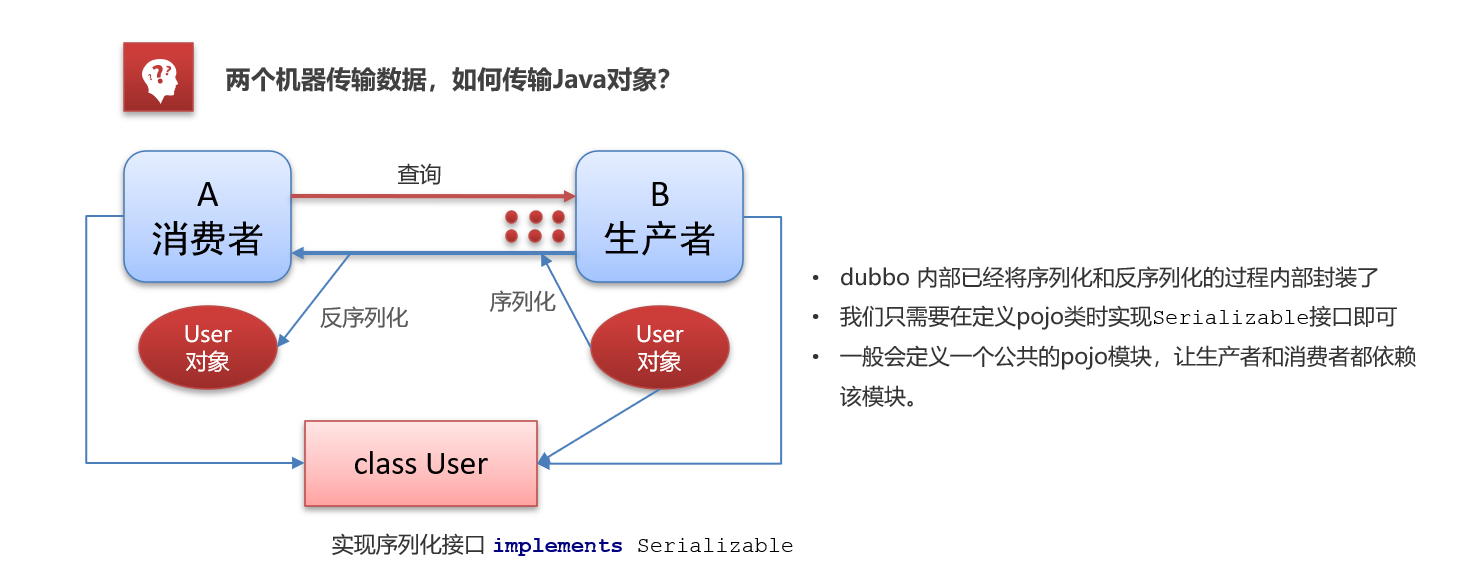 两个机器传输数据，如何传输Java对象？
A
消费者
查询
B
生产者
反序列化
序列化
User
对象
User
对象
class User
实现序列化接口 implements Serializable
• dubbo 内部已经将序列化和反序列化的过程内部封装了
• 我们只需要在定义pojo类时实现Serializable接口即可
• 一般会定义一个公共的pojo模块，让生产者和消费者都依赖
该模块。